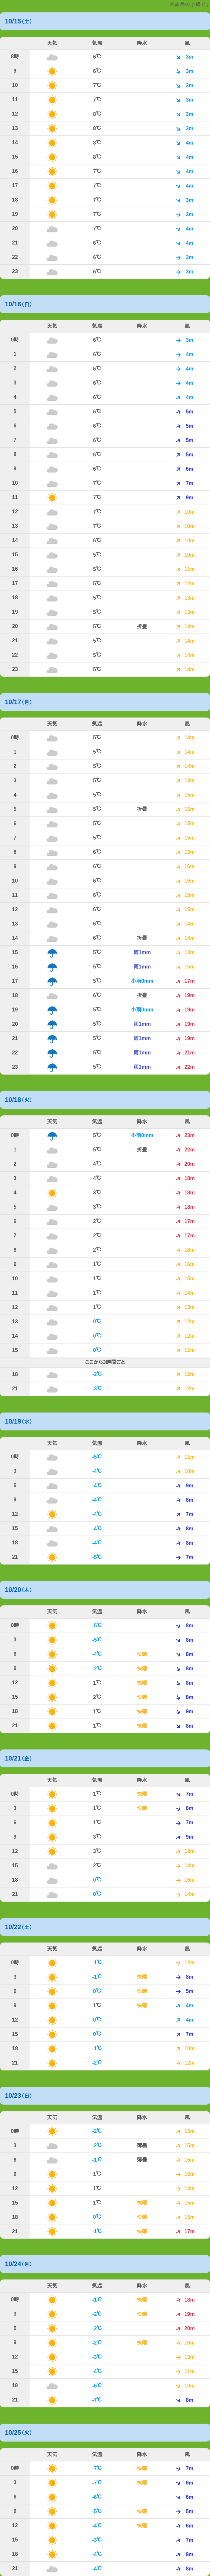 10/15(土)
天気 気温 降水 風
8時 6℃ 3m
9 6℃ 3m
10 7℃ 3m
11 7℃ 3m
12 8℃ 3m
13 8℃ 3m
14 8℃ 4m
15 8℃ 4m
16 7℃ 4m
17 7℃ 4m
18 7℃ 3m
19 7℃ 3m
20 7℃ 4m
21 6℃ 4m
22 6℃ 3m
23 6℃ 3m
10/16(日)
天気 気温 降水 風
0時 6℃ 3m
1 6℃ 4m
2 6℃ 4m
3 6℃ 4m
4 6℃ 4m
5 6℃ 5m
6 6℃ 5m
7 6℃ 5m
8 6℃ 5m
9 6℃ 6m
10 7℃ 7m
11 7℃ 9m
12 7℃ 10m
13 7℃ 10m
14 6℃ 10m
15 5℃ 10m
16 5℃ 11m
17 5℃ 12m
18 5℃ 13m
19 5℃ 13m
20 5℃ 折曇 14m
21 5℃ 14m
22 5℃ 14m
23 5℃ 14m
10/17(月)
天気 気温 降水 風
0時 5℃ 14m
1 5℃ 14m
2 5℃ 14m
3 5℃ 14m
4 5℃ 15m
5 5℃ 折曇 15m
6 5℃ 15m
7 5℃ 15m
8 6℃ 15m
9 6℃ 16m
10 6℃ 16m
11 6℃ 15m
12 6℃ 15m
13 6℃ 14m
14 6℃ 折曇 14m
15 5℃ 雨1mm 13m
16 5℃ 雨1mm 15m
17 5℃ 小雨0mm 17m
18 6℃ 折曇 19m
19 5℃ 小雨0mm 19m
20 5℃ 雨1mm 19m
21 5℃ 雨1mm 19m
22 5℃ 雨1mm 21m
23 5℃ 雨1mm 22m
10/18(火)
天気 気温 降水 風
0時 5℃ 小雨0mm 23m
1 5℃ 折曇 22m
2 4℃ 20m
3 4℃ 18m
4 3℃ 18m
5 3℃ 18m
6 2℃ 17m
7 2℃ 17m
8 2℃ 16m
9 1℃ 16m
10 1℃ 15m
11 1℃ 14m
12 1℃ 13m
13 0℃ 12m
14 0℃ 12m
15 0℃ 11m
ここから3時間ごと
18 -2℃ 12m
21 -3℃ 12m
10/19(水)
天気 気温 降水 風
0時 -5℃ 11m
3 -4℃ 10m
6 -4℃ 9m
9 -4℃ 8m
12 -4℃ 7m
15 -4℃ 8m
18 -4℃ 8m
21 -5℃ 7m
10/20(木)
天気 気温 降水 風
0時 -5℃ 8m
3 -5℃ 8m
6 -4℃ 快晴 8m
9 -2℃ 快晴 8m
12 1℃ 快晴 8m
15 2℃ 快晴 8m
18 1℃ 快晴 9m
21 1℃ 快晴 8m
10/21(金)
天気 気温 降水 風
0時 1℃ 快晴 7m
3 1℃ 快晴 6m
6 1℃ 7m
9 3℃ 9m
12 3℃ 12m
15 2℃ 14m
18 0℃ 16m
21 0℃ 14m
10/22(土)
天気 気温 降水 風
0時 -1℃ 12m
3 -1℃ 快晴 8m
6 0℃ 快晴 5m
9 1℃ 快晴 4m
12 0℃ 4m
15 0℃ 7m
18 -1℃ 10m
21 -2℃ 12m
10/23(日)
天気 気温 降水 風
0時 -2℃ 15m
3 -2℃ 薄曇 15m
6 -1℃ 薄曇 15m
9 1℃ 15m
12 1℃ 14m
15 1℃ 快晴 15m
18 0℃ 快晴 15m
21 -1℃ 快晴 17m
10/24(月)
天気 気温 降水 風
0時 -1℃ 快晴 18m
3 -2℃ 快晴 19m
6 -2℃ 20m
9 -2℃ 快晴 16m
12 -3℃ 13m
15 -4℃ 11m
18 -6℃ 10m
21 -7℃ 8m
10/25(火)
天気 気温 降水 風
0時 -7℃ 快晴 7m
3 -7℃ 快晴 6m
6 -6℃ 6m
9 -5℃ 快晴 5m
12 -4℃ 快晴 6m
15 -3℃ 7m
18 -4℃ 8m
21 -4℃ 8m